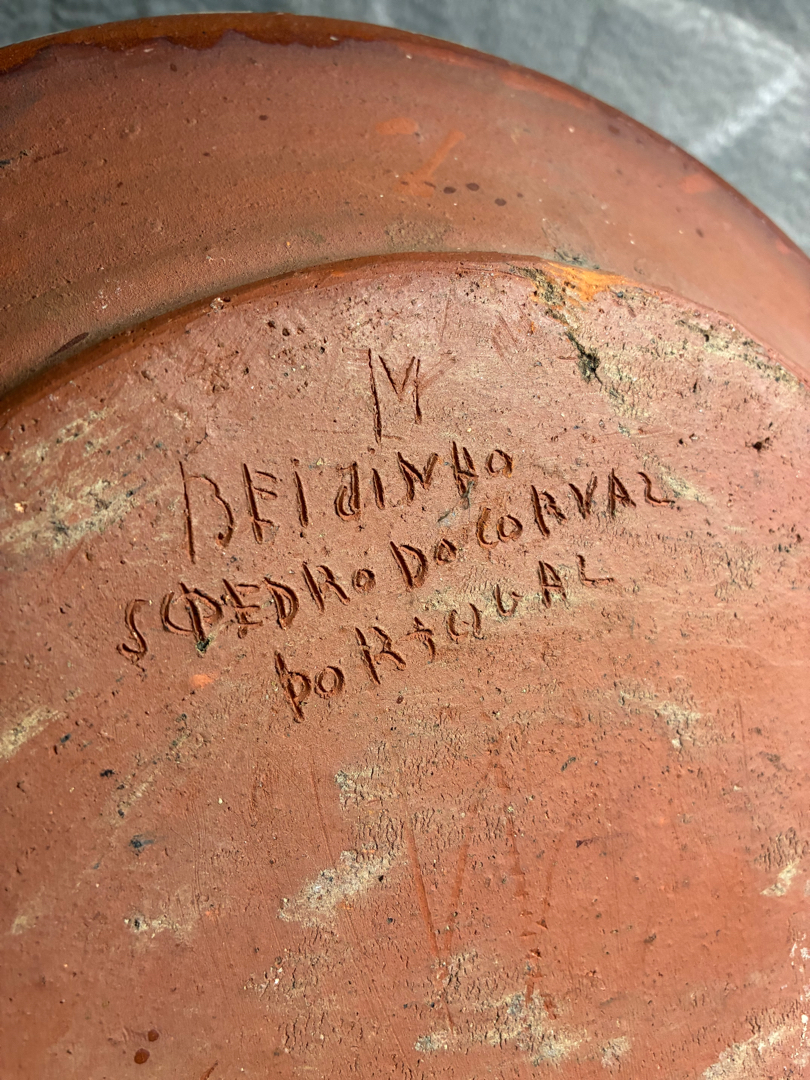 M
BEIJINHO
S PEDRO DO CORVAL
PORTUGAL